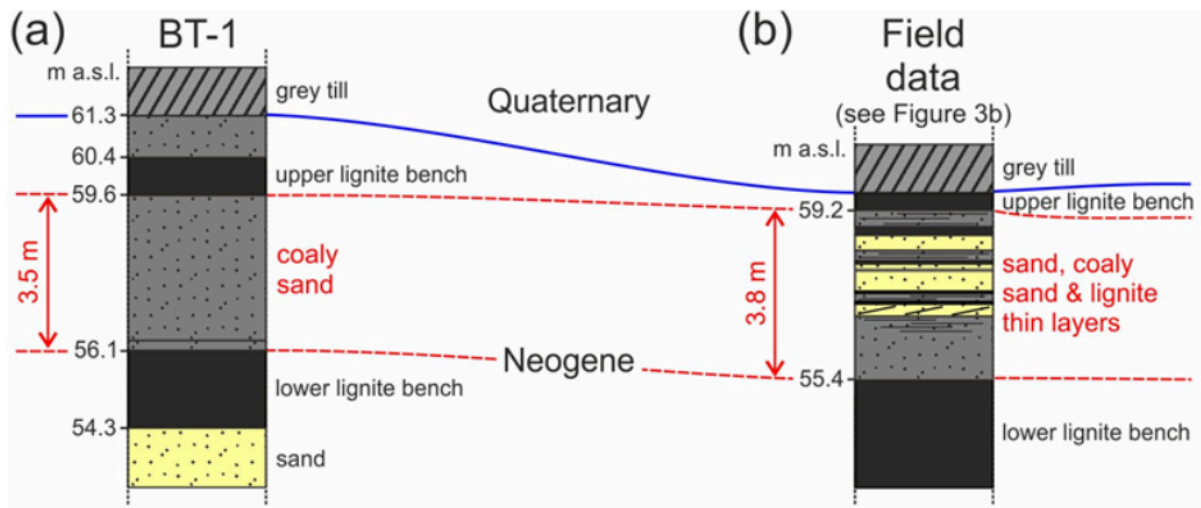 (a)
BT-1
m a.s.l.
grey till
61.3
60.4
upper lignite bench
59.6
3.5 m
coaly
sand
56.1
lower lignite bench
54.3
sand
Quaternary
Neogene
(b)
Field
data
(see Figure 3b)
m a.s.l.
grey till
upper lignite bench
59.2
3.8 m
sand, coaly
sand & lignite
thin layers
55.4
lower lignite bench